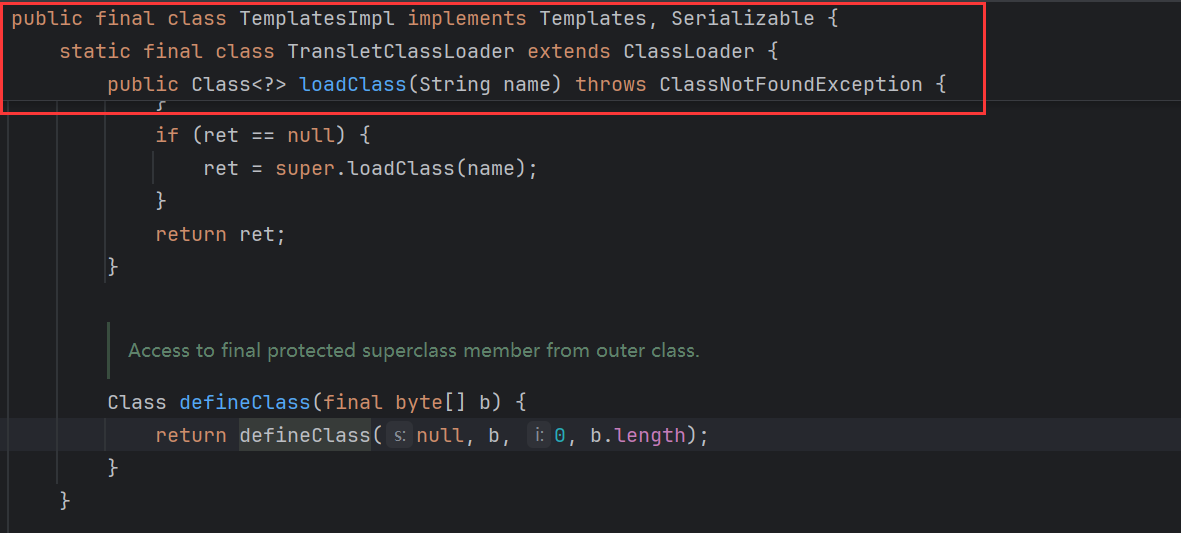 public final class TemplatesImpl implements Templates, Serializable {
static final class TransletClassLoader extends ClassLoader {
public Class<?> loadClass(String name) throws ClassNotFoundException {
}
if (ret == null) {
ret = super.loadClass(name);
}
return ret;
}
Access to final protected superclass member from outer class.
Class defineClass(final byte[] b) {
return defineClass( s: null, b, i: 0, b.length);
}
}